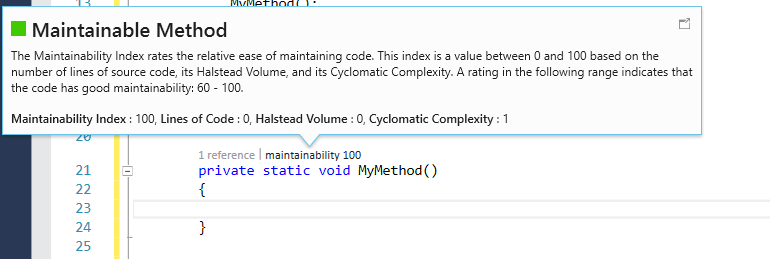 13
MyMethod();
Maintainable Method
The Maintainability Index rates the relative ease of maintaining code. This index is a value between 0 and 100 based on the
number of lines of source code, its Halstead Volume, and its Cyclomatic Complexity. A rating in the following range indicates that
the code has good maintainability: 60 - 100.
Maintainability Index : 100, Lines of Code : 0, Halstead Volume : 0, Cyclomatic Complexity : 1
20
1 reference | maintainability 100
21 private static void MyMethod()
22 {
23
24 }
25